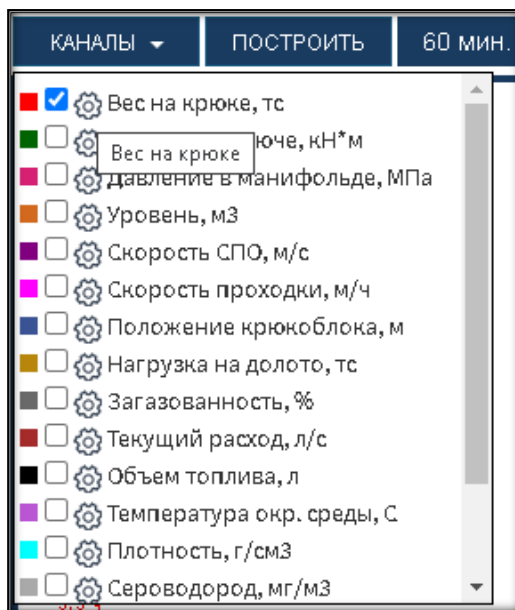 КАНАЛЫ ПОСТРОИТЬ 60 мин.
Вес на крюке, тс
юче, кН*м
Вес на крюке
Давление в манифольде, МПа
Уровень, м3
Скорость СПО, м/с
Скорость проходки, м/ч
Положение крюкоблока, м
Нагрузка на долото, тс
Загазованность, %
Текущий расход, л/с
Объем топлива, л
Температура окр. среды, С
Плотность, г/см3
Сероводород, мг/м3